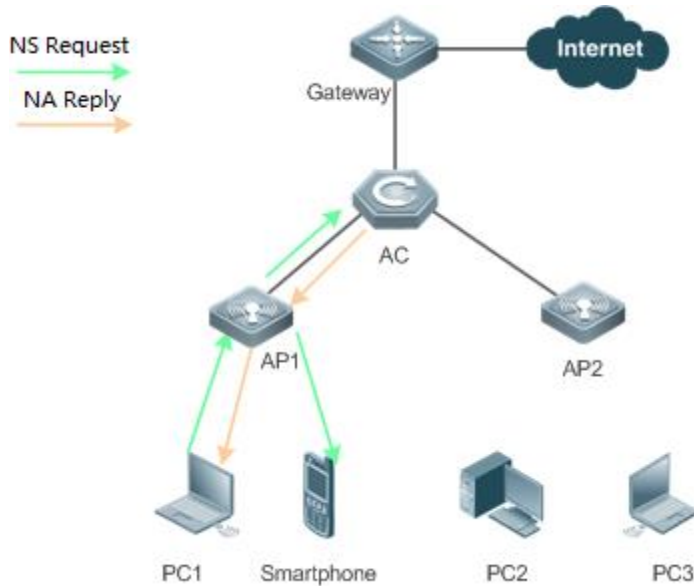 NS Request
NA Reply
Internet
Gateway
AC
AP1
AP2
PC1
Smartphone
PC2
PC3